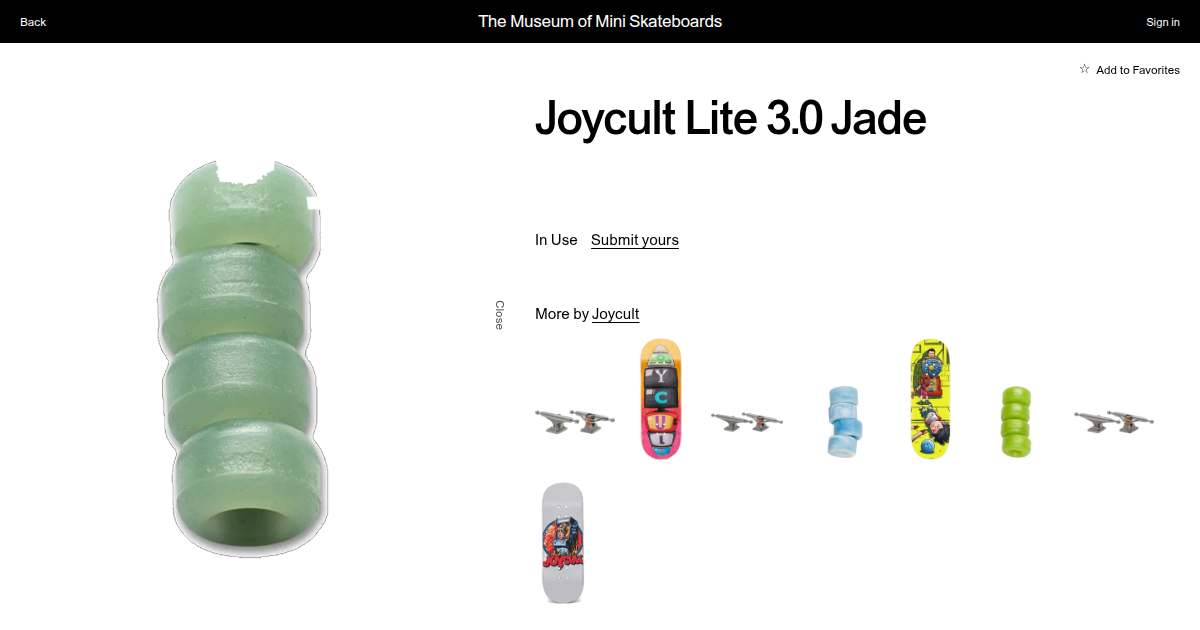 Back
The Museum of Mini Skateboards
Sign in
☆ Add to Favorites
Joycult Lite 3.0 Jade
In Use Submit yours
Close
More by Joycult
Y
C
U
L